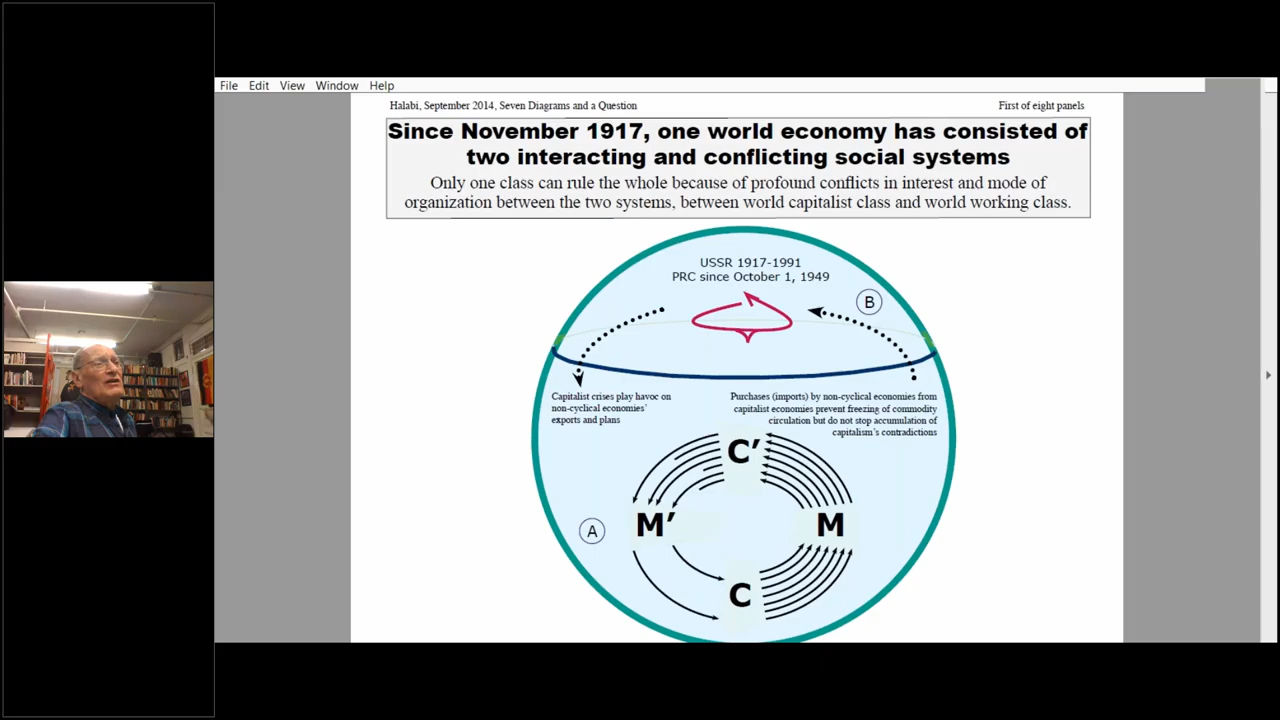 File Edit View Window Help
Halabi, September 2014, Seven Diagrams and a Question
First of eight panels
Since November 1917, one world economy has consisted of
two interacting and conflicting social systems
Only one class can rule the whole because of profound conflicts in interest and mode of
organization between the two systems, between world capitalist class and world working class.
USSR 1917-1991
PRC since October 1, 1949
B
Capitalist crises play havoc on
non-cyclical economies'
exports and plans
Purchases (imports) by non-cyclical economies from
capitalist economies prevent freezing of commodity
circulation but do not stop accumulation of
capitalism's contradictions
C′
A
M′
M
C